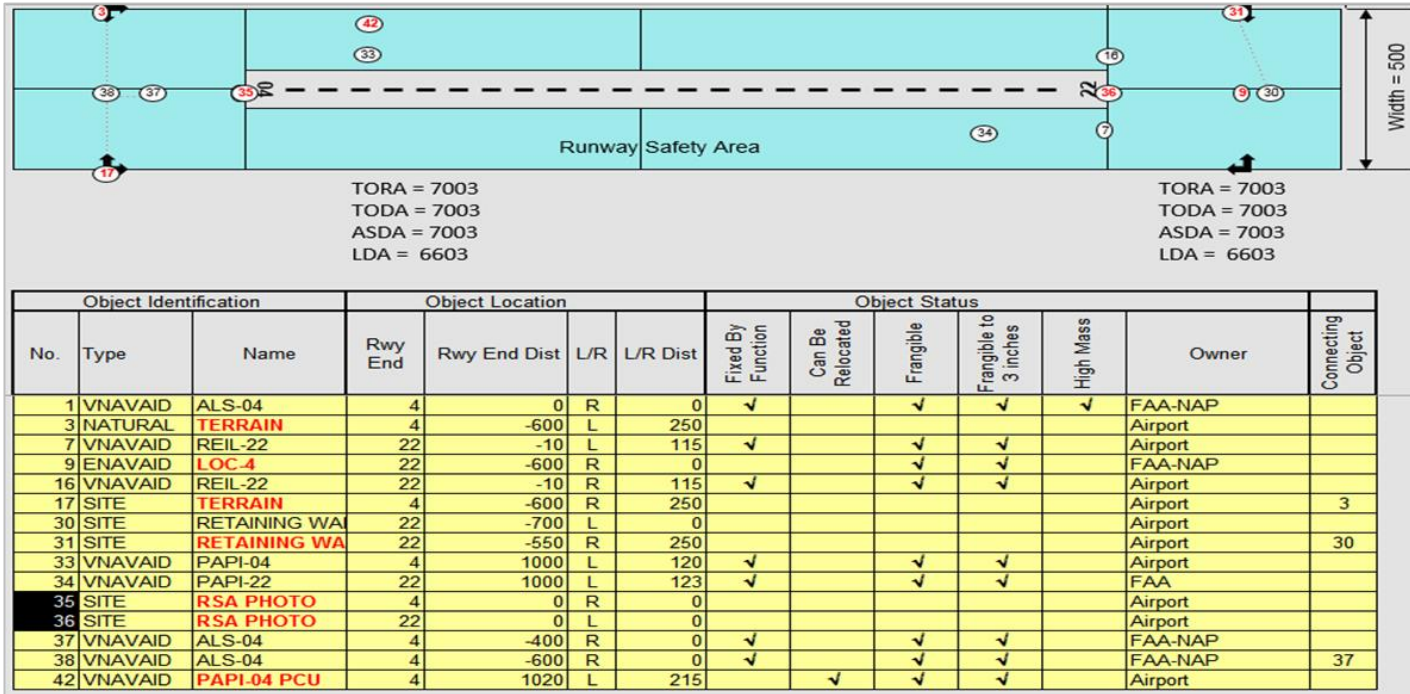 3
42
31
33
16
38
37
35
04
22
36
9
30
Width = 500
34
7
Runway Safety Area
17
TORA = 7003
TODA = 7003
ASDA = 7003
LDA = 6603
TORA = 7003
TODA = 7003
ASDA = 7003
LDA = 6603
Object Identification Object Location Object Status
No. Type Name Rwy End Rwy End Dist L/R L/R Dist Fixed By Function Can Be Relocated Frangible Frangible to 3 inches High Mass Owner Connecting Object
1 VNAVAID ALS-04 4 0 R 0 √ √ √ √ FAA-NAP
3 NATURAL TERRAIN 4 -600 L 250 Airport
7 VNAVAID REIL-22 22 -10 L 115 √ √ √ Airport
9 ENAVAID LOC-4 22 -600 R 0 √ √ FAA-NAP
16 VNAVAID REIL-22 22 -10 R 115 √ √ √ Airport
17 SITE TERRAIN 4 -600 R 250 Airport 3
30 SITE RETAINING WAI 22 -700 L 0 Airport
31 SITE RETAINING WA 22 -550 R 250 Airport 30
33 VNAVAID PAPI-04 4 1000 L 120 √ √ √ Airport
34 VNAVAID PAPI-22 22 1000 L 123 √ √ √ FAA
35 SITE RSA PHOTO 4 0 R 0 Airport
36 SITE RSA PHOTO 22 0 L 0 Airport
37 VNAVAID ALS-04 4 -400 R 0 √ √ √ FAA-NAP
38 VNAVAID ALS-04 4 -600 R 0 √ √ √ FAA-NAP 37
42 VNAVAID PAPI-04 PCU 4 1020 L 215 √ √ √ Airport